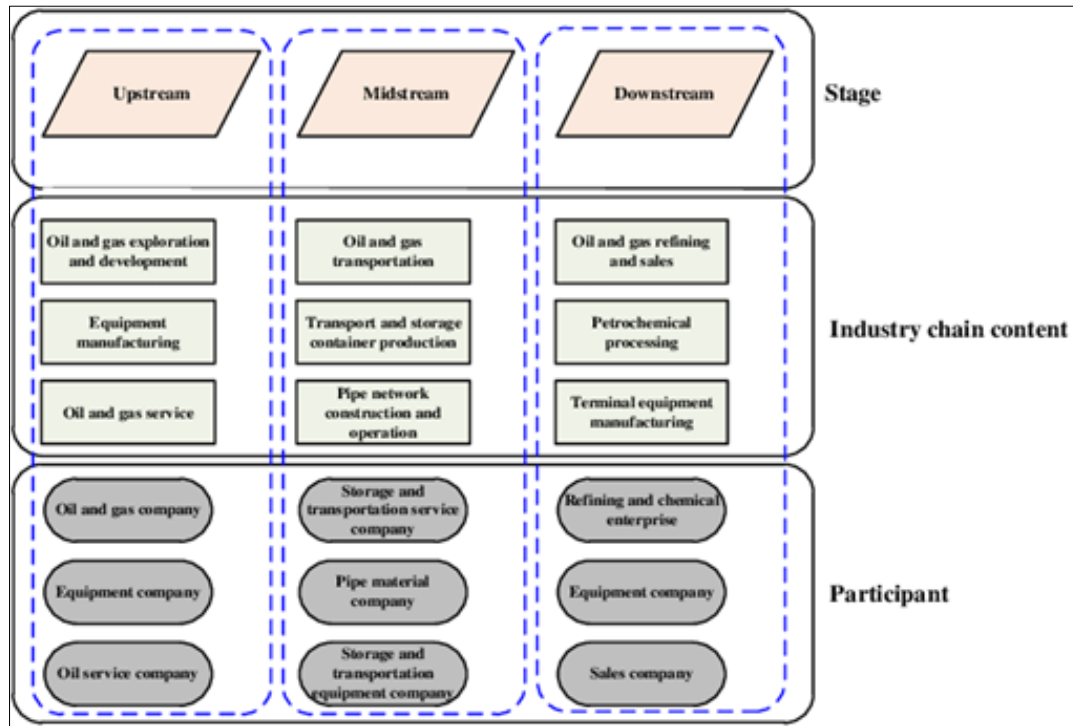 Upstream
Midstream
Downstream
Stage
Oil and gas exploration
and development
Oil and gas
transportation
Oil and gas refining
and sales
Equipment
manufacturing
Transport and storage
container production
Petrochemical
processing
Industry chain content
Oil and gas service
Pipe network
construction and
operation
Terminal equipment
manufacturing
Oil and gas company
Storage and
transportation service
company
Refining and chemical
enterprise
Equipment company
Pipe material
company
Equipment company
Participant
Oil service company
Storage and
transportation
equipment company
Sales company